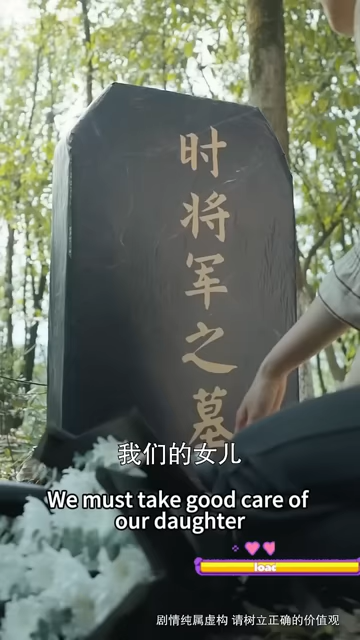 时将军之墓
我们的女儿
We must take good care of
our daughter
ioac
剧情纯属虚构 请树立正确的价值观